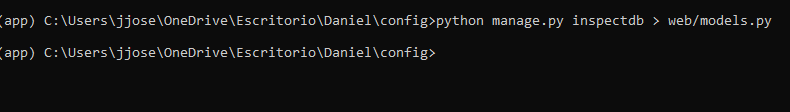 (app) C:\Users\jjose\OneDrive\Escritorio\Daniel\config>python manage.py inspectdb > web/models.py
(app) C:\Users\jjose\OneDrive\Escritorio\Daniel\config>